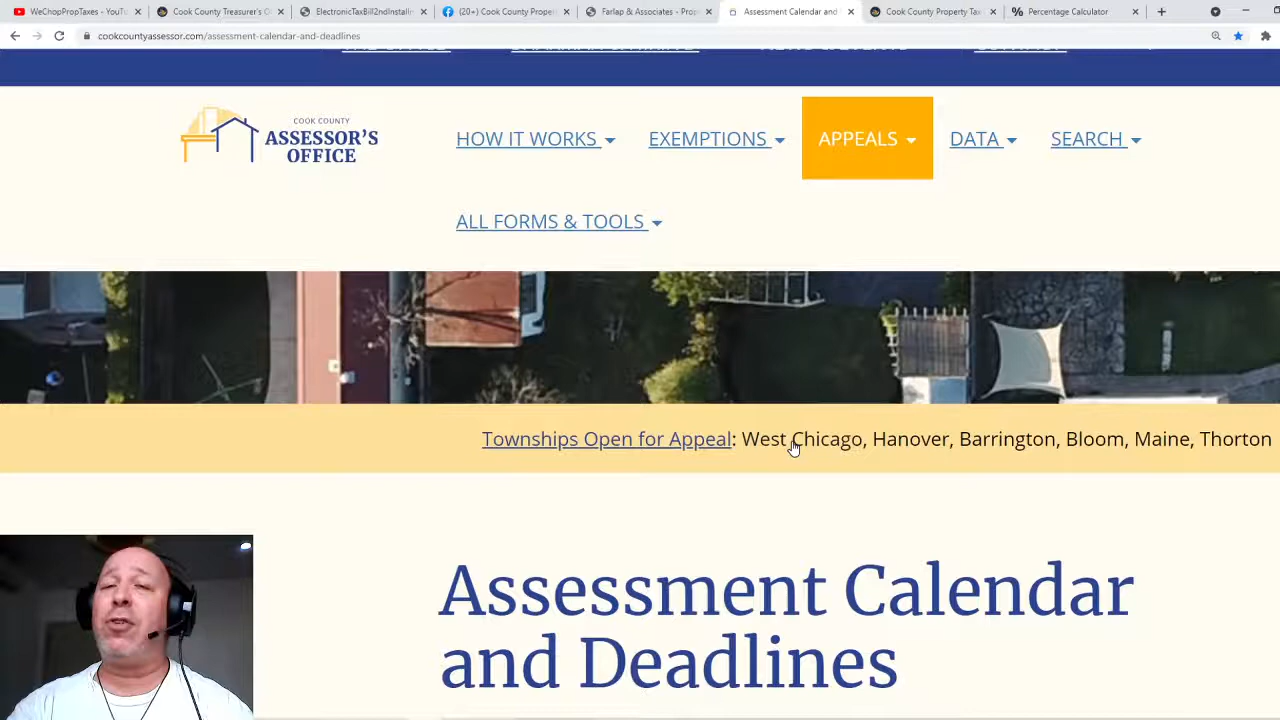 WeChopPropTaxes - YouTu
Cook County Treasurer's O
ElectronicTaxBill2ndInstallm
(20+) Cook County Propert
Farlap & Associates - Prop
Assessment Calendar and
Cook County Property Tax
Percentage Calculator
cookcountyassessor.com/assessment-calendar-and-deadlines
COOK COUNTY
ASSESSOR'S
OFFICE
HOW IT WORKS
EXEMPTIONS
APPEALS
DATA
SEARCH
ALL FORMS & TOOLS
Townships Open for Appeal: West Chicago, Hanover, Barrington, Bloom, Maine, Thorton
Assessment Calendar
and Deadlines